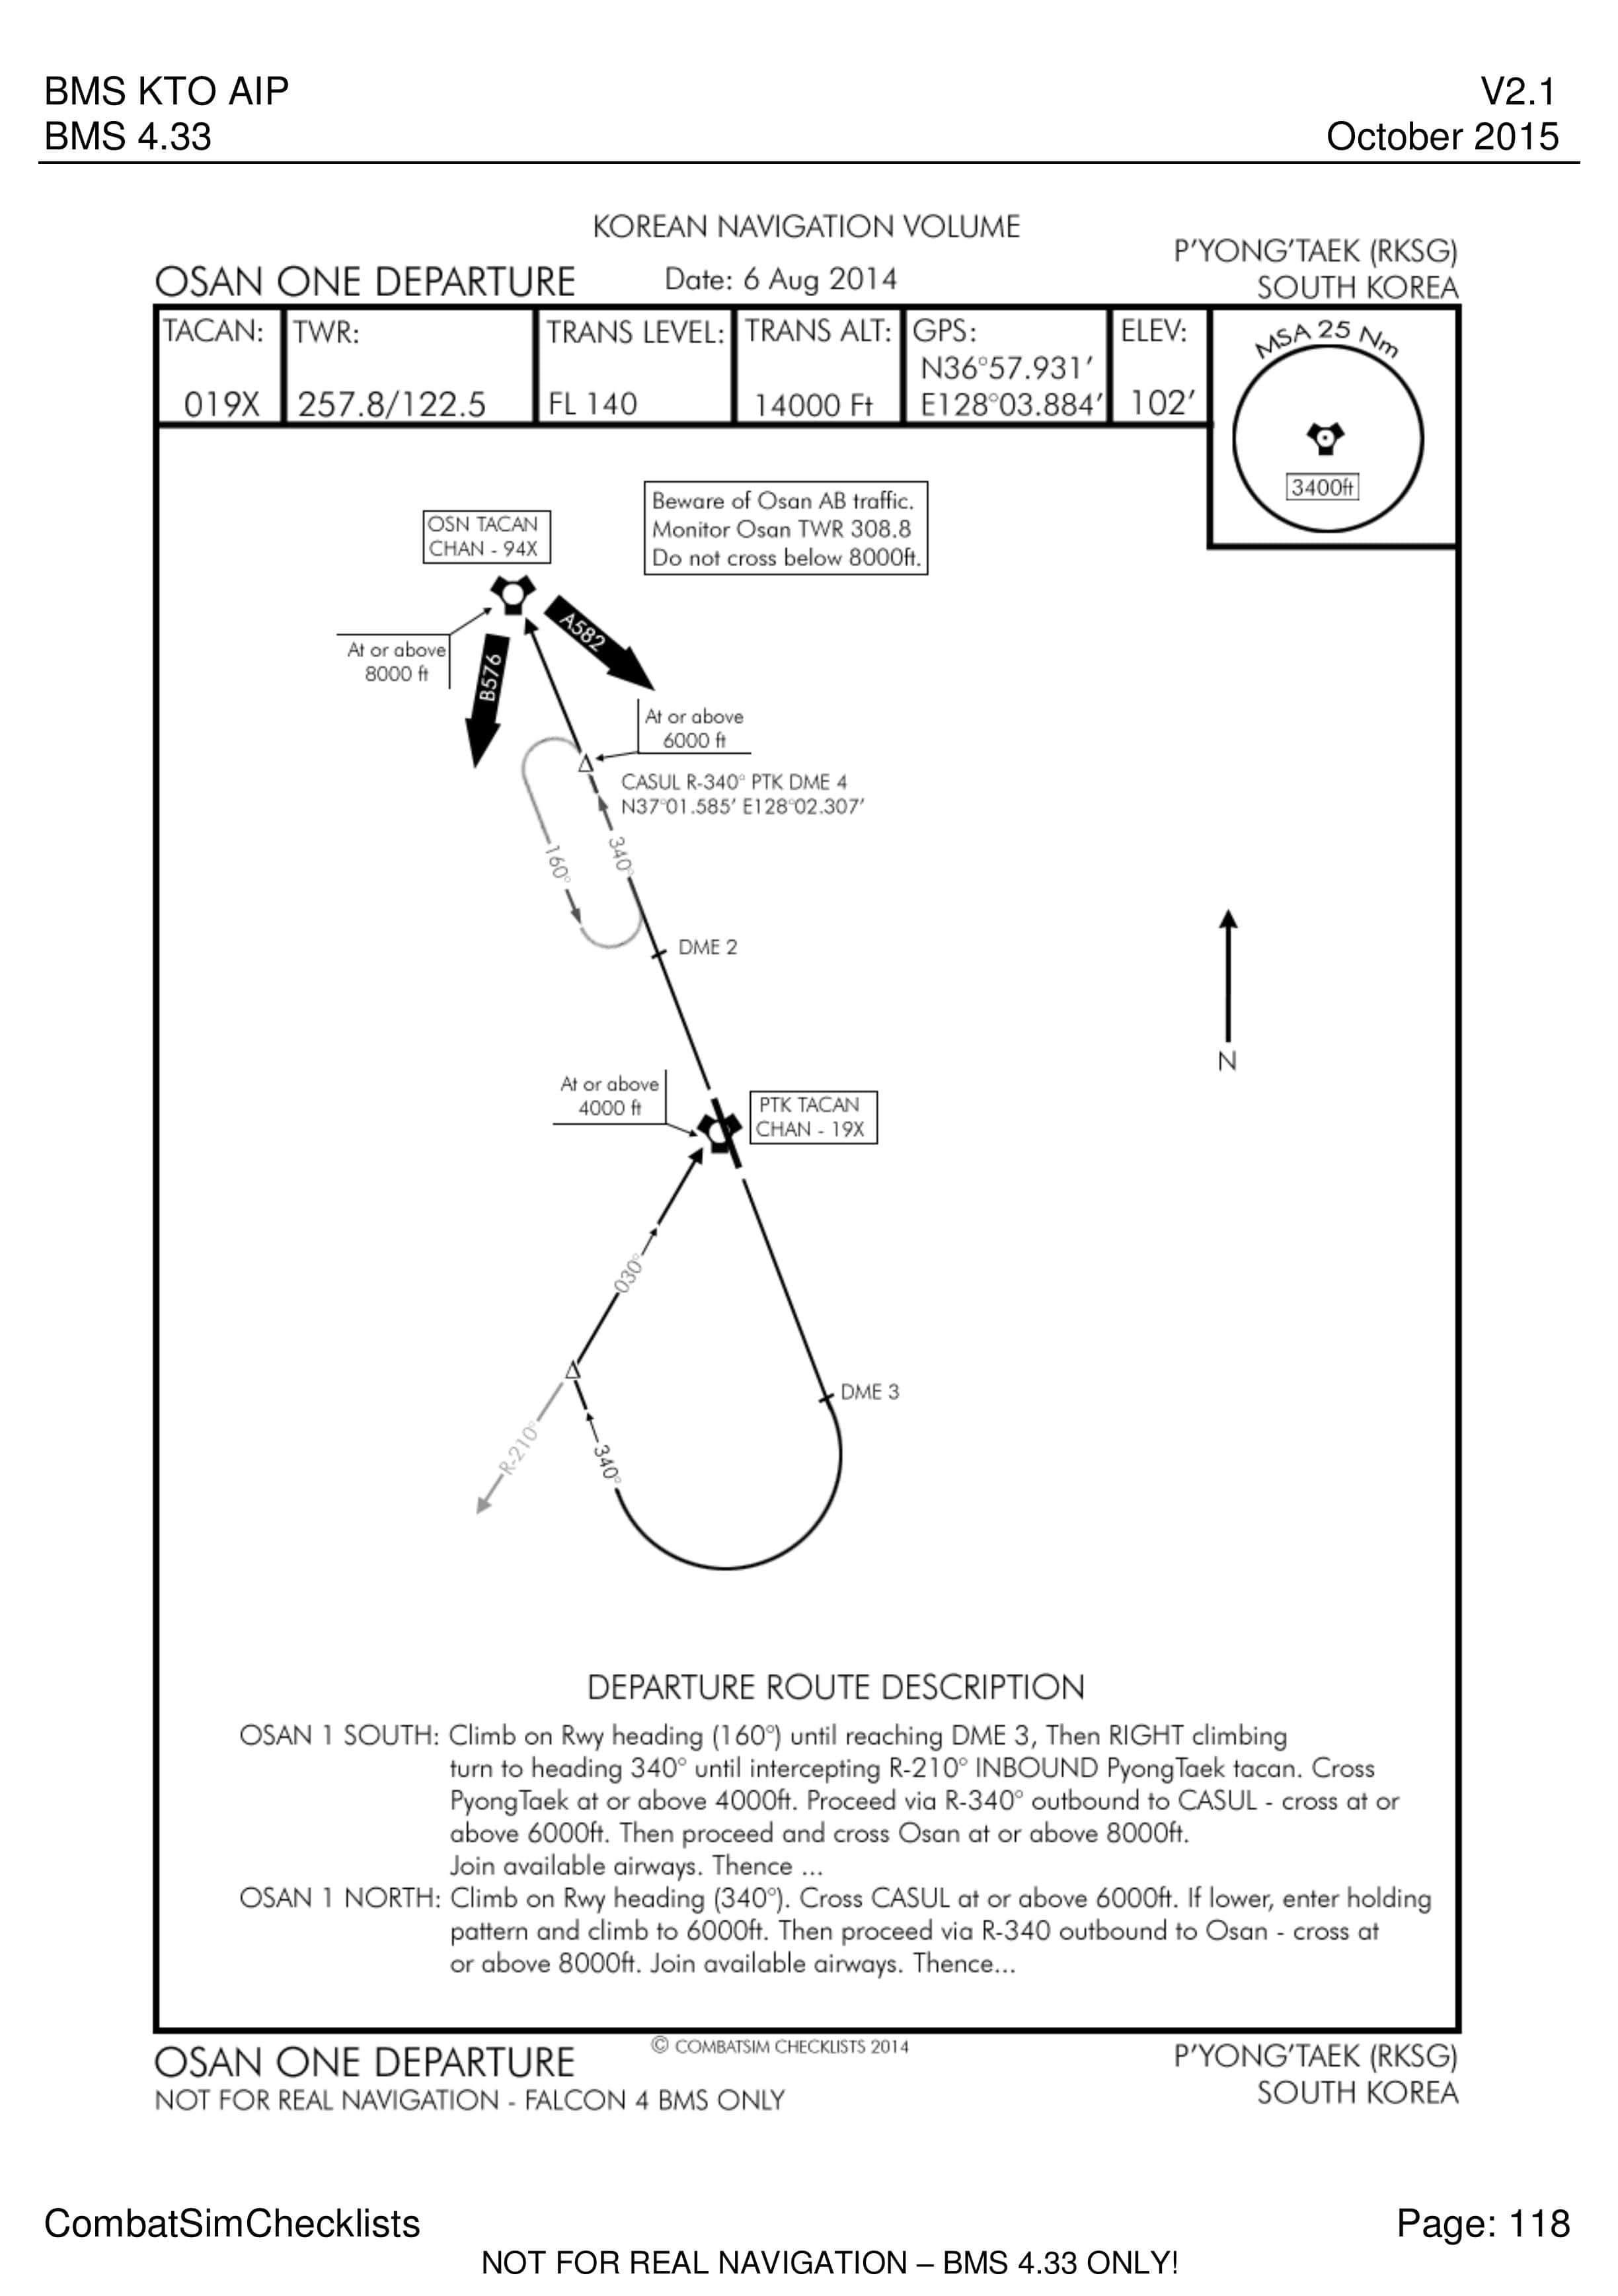 BMS KTO AIP
V2.1
BMS 4.33
October 2015
KOREAN NAVIGATION VOLUME
P'YONG'TAEK (RKSG)
OSAN ONE DEPARTURE
Date: 6 Aug 2014
SOUTH KOREA
TACAN:
TWR:
TRANS LEVEL:
TRANS ALT:
GPS:
ELEV:
MSA 25 Nm
N36°57.931'
019X
257.8/122.5
FL 140
14000 Ft
E128°03.884'
102'
3400ft
Beware of Osan AB traffic.
Monitor Osan TWR 308.8
Do not cross below 8000ft.
OSN TACAN
CHAN - 94X
A582
At or above
8000 ft
B576
At or above
6000 ft
CASUL R-340° PTK DME 4
N37°01.585' E128°02.307'
340°
160°
DME 2
N
At or above
4000 ft
PTK TACAN
CHAN - 19X
030°
DME 3
R-210°
340°
DEPARTURE ROUTE DESCRIPTION
OSAN 1 SOUTH: Climb on Rwy heading (160°) until reaching DME 3, Then RIGHT climbing
turn to heading 340° until intercepting R-210° INBOUND PyongTaek tacan. Cross
PyongTaek at or above 4000ft. Proceed via R-340° outbound to CASUL - cross at or
above 6000ft. Then proceed and cross Osan at or above 8000ft.
Join available airways. Thence ...
OSAN 1 NORTH: Climb on Rwy heading (340°). Cross CASUL at or above 6000ft. If lower, enter holding
pattern and climb to 6000ft. Then proceed via R-340 outbound to Osan - cross at
or above 8000ft. Join available airways. Thence...
© COMBATSIM CHECKLISTS 2014
OSAN ONE DEPARTURE
P'YONG'TAEK (RKSG)
NOT FOR REAL NAVIGATION - FALCON 4 BMS ONLY
SOUTH KOREA
CombatSimChecklists
Page: 118
NOT FOR REAL NAVIGATION – BMS 4.33 ONLY!